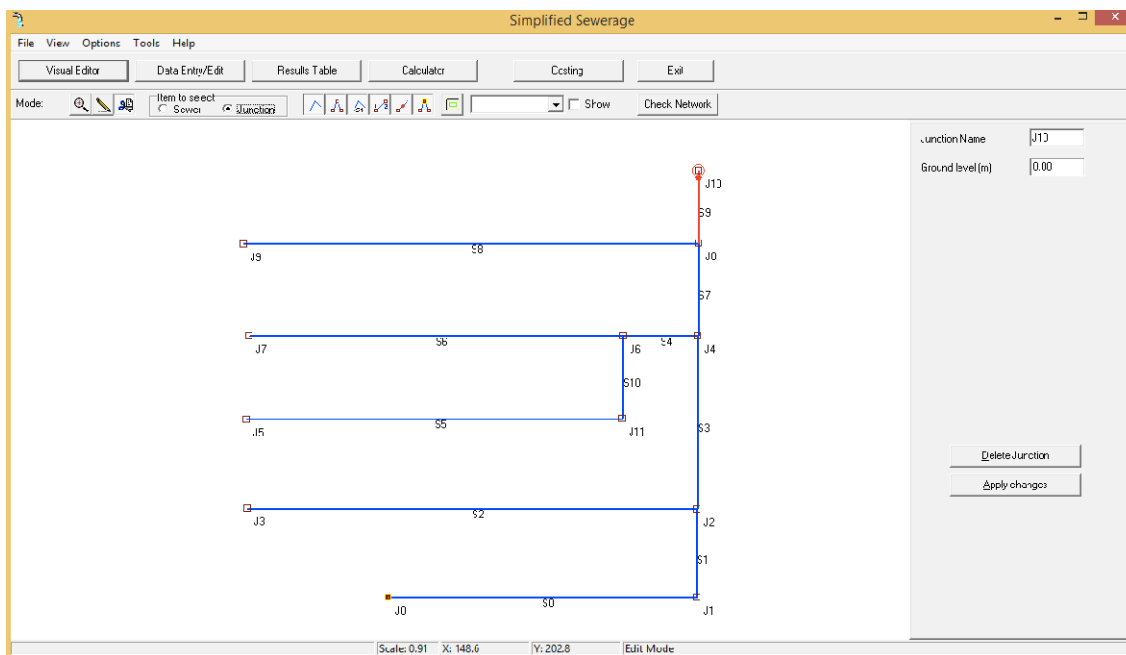 Simplified Sewerage
File View Options Tools Help
Visual Editor Data Entry/Edit Results Table Calculator Costing Exit
Mode: Item to select Sewer Junction Show Check Network
Junction Name J10
Ground level (m) 0.00
J10
S9
J9 S8 J8
S7
J7 S6 J6 S4 J4
S10
J5 S5 J11 S3
J3 S2 J2
S1
J0 S0 J1
Delete Junction
Apply changes
Scale: 0.91 X: 148.6 Y: 202.8 Edit Mode